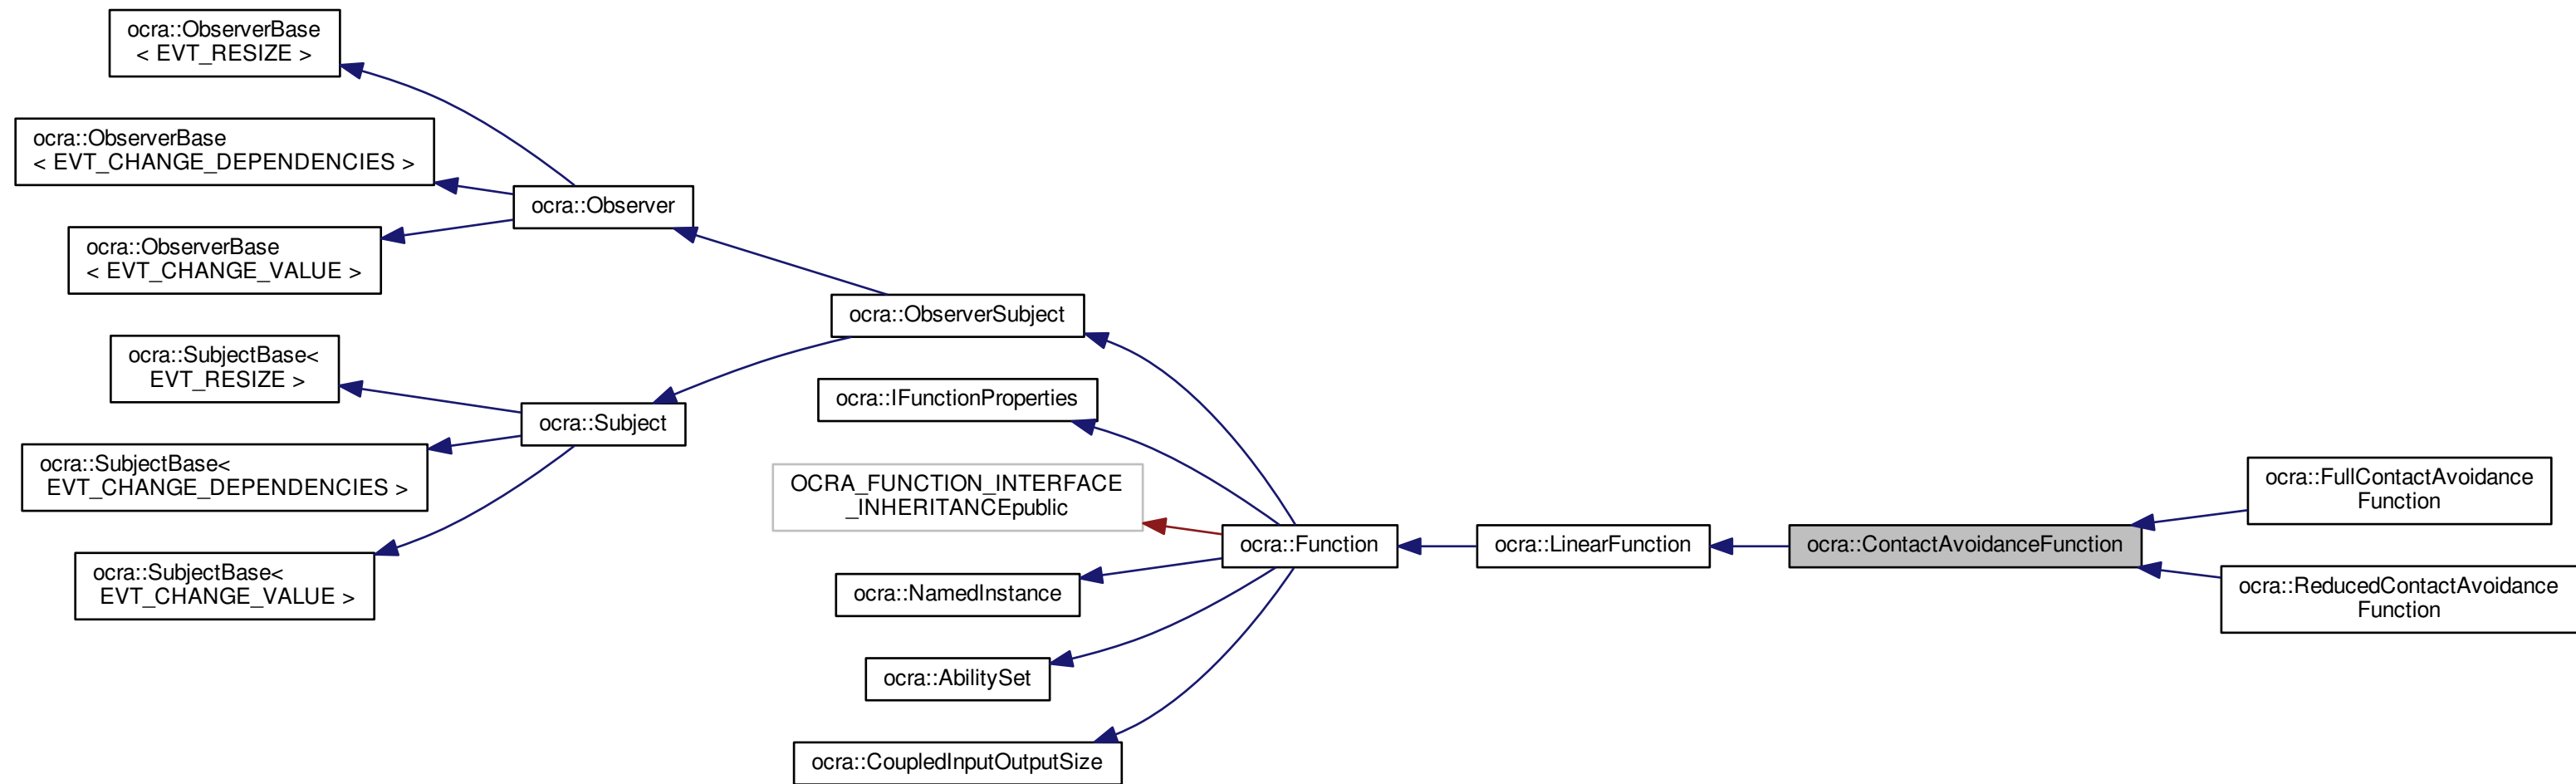 ocra::ObserverBase
< EVT_RESIZE >
ocra::ObserverBase
< EVT_CHANGE_DEPENDENCIES >
ocra::Observer
ocra::ObserverBase
< EVT_CHANGE_VALUE >
ocra::ObserverSubject
ocra::SubjectBase<
EVT_RESIZE >
ocra::IFunctionProperties
ocra::Subject
ocra::SubjectBase<
EVT_CHANGE_DEPENDENCIES >
OCRA_FUNCTION_INTERFACE
_INHERITANCEpublic
ocra::FullContactAvoidance
Function
ocra::Function
ocra::LinearFunction
ocra::ContactAvoidanceFunction
ocra::SubjectBase<
EVT_CHANGE_VALUE >
ocra::NamedInstance
ocra::ReducedContactAvoidance
Function
ocra::AbilitySet
ocra::CoupledInputOutputSize